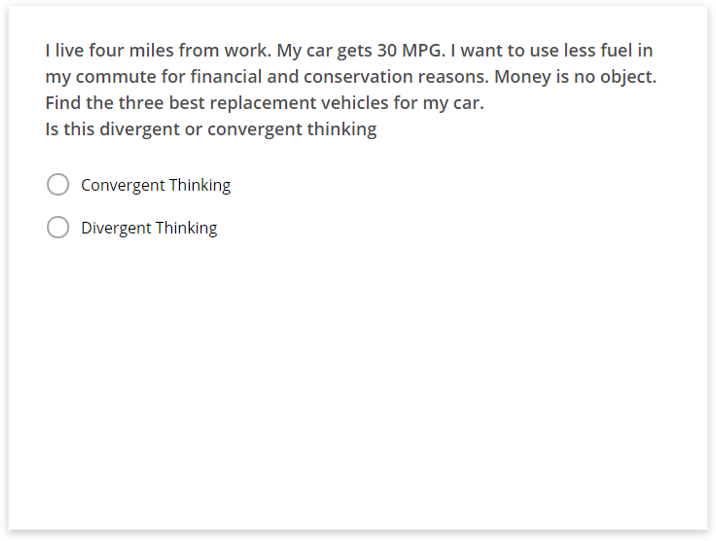 I live four miles from work. My car gets 30 MPG. I want to use less fuel in
my commute for financial and conservation reasons. Money is no object.
Find the three best replacement vehicles for my car.
Is this divergent or convergent thinking
Convergent Thinking
Divergent Thinking